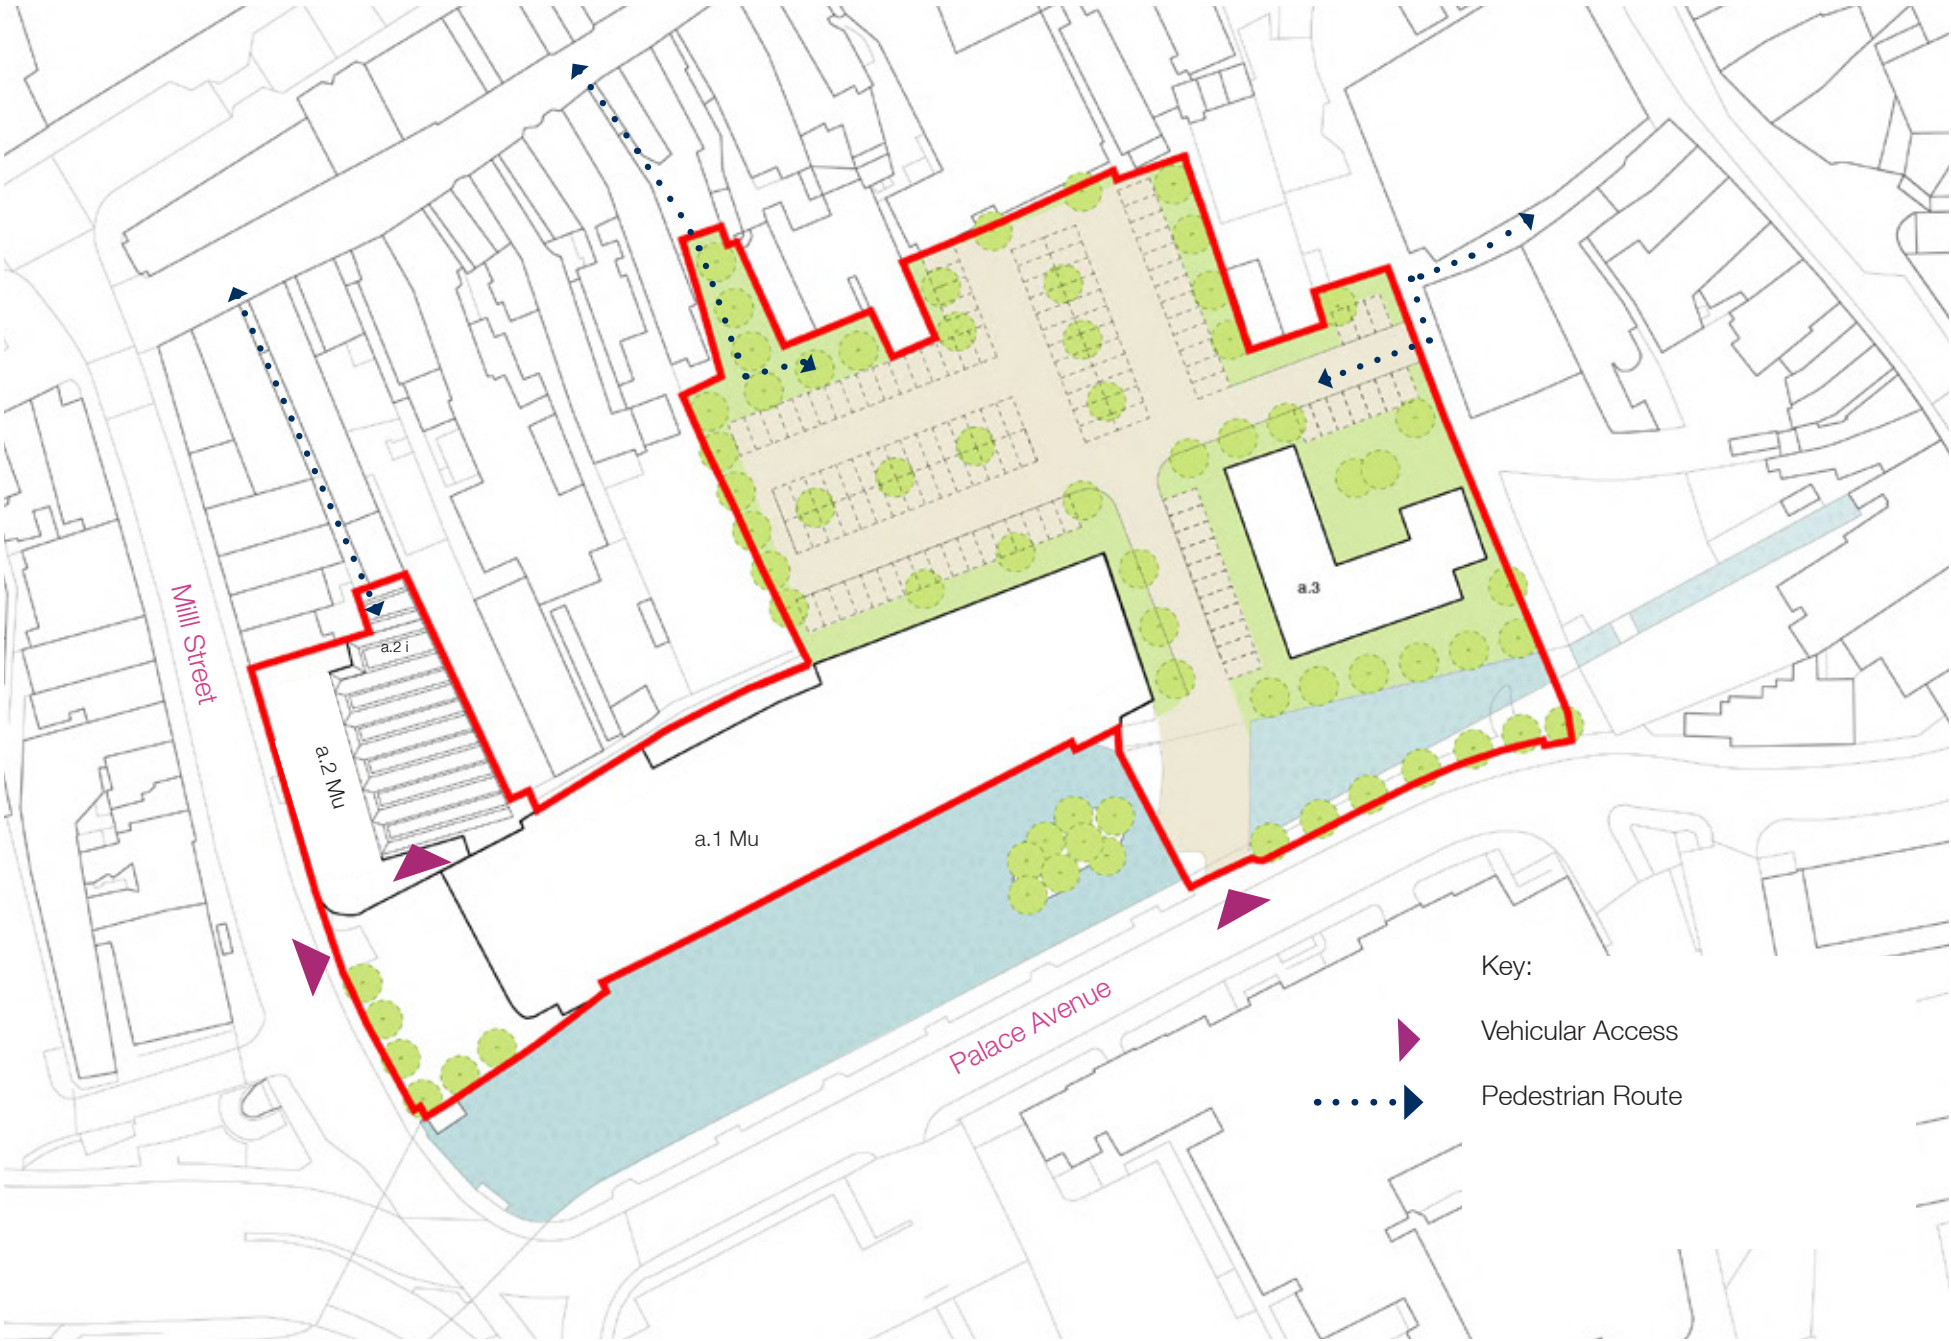 Milll Street
a.2 i
a.2 Mu
a.3
a.1 Mu
Palace Avenue
Key:
Vehicular Access
Pedestrian Route